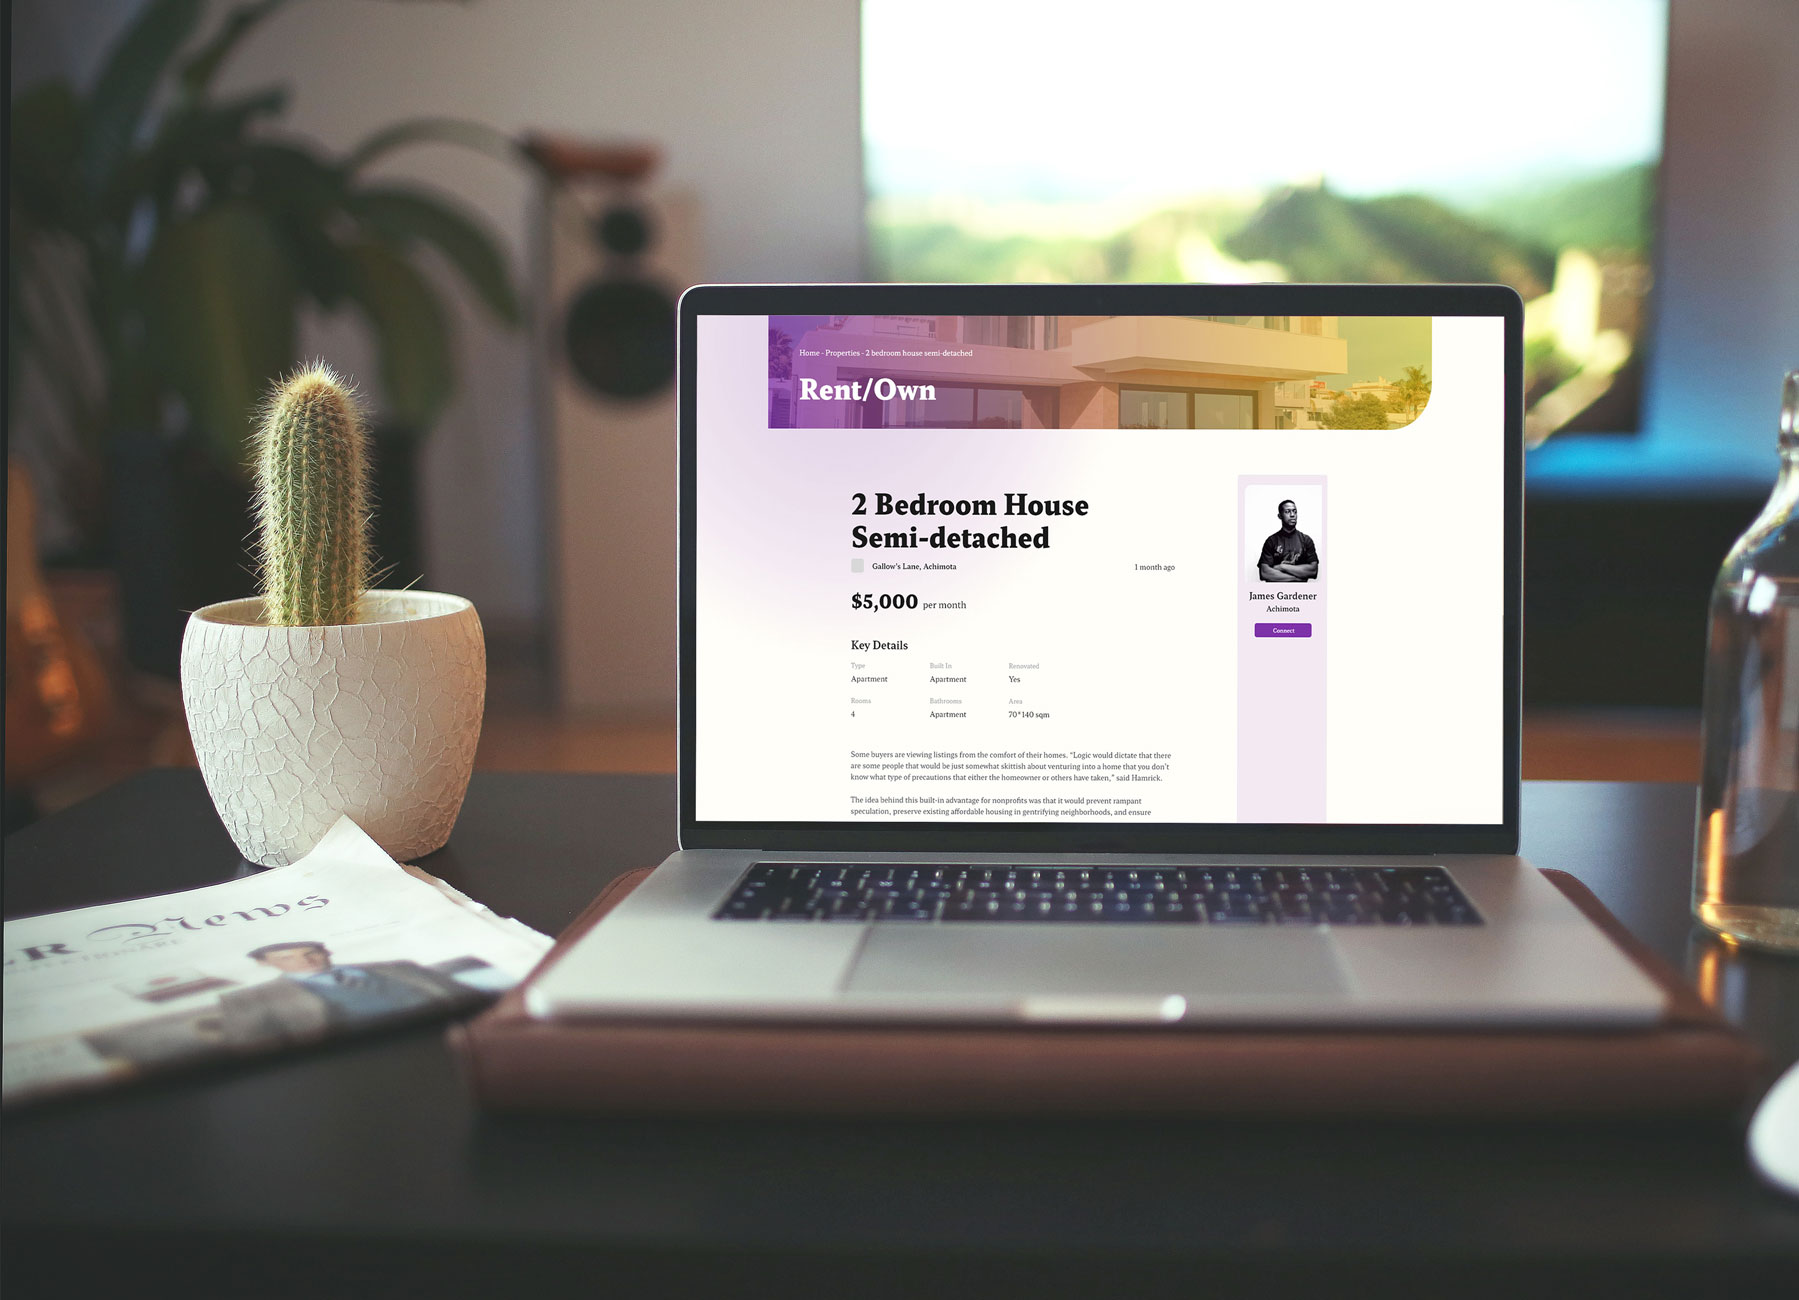 Home - Properties - 2 bedroom house semi-detached
Rent/Own
2 Bedroom House
Semi-detached
Gallow's Lane, Achimota
1 month ago
$5,000 per month
Key Details
Type
Built In
Renovated
Apartment
Apartment
Yes
Rooms
Bathrooms
Area
4
Apartment
70*140 sqm
Some buyers are viewing listings from the comfort of their homes. “Logic would dictate that there
are some people that would be just somewhat skittish about venturing into a home that you don’t
know what type of precautions that either the homeowner or others have taken,” said Hamrick.
The idea behind this built-in advantage for nonprofits was that it would prevent rampant
speculation, preserve existing affordable housing in gentrifying neighborhoods, and ensure
James Gardener
Achimota
Connect
News